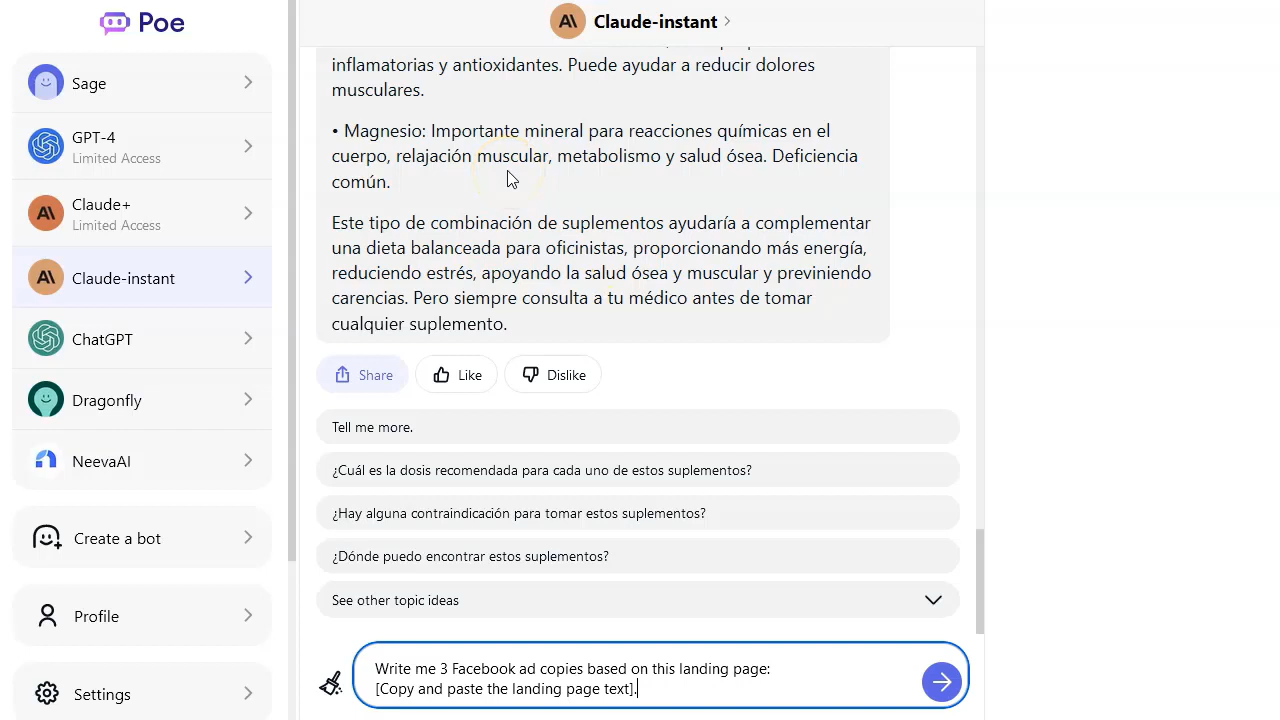 Poe
Sage
GPT-4
Limited Access
Claude+
Limited Access
Claude-instant
ChatGPT
Dragonfly
NeevaAI
Create a bot
Profile
Settings
Claude-instant
inflamatorias y antioxidantes. Puede ayudar a reducir dolores
musculares.
• Magnesio: Importante mineral para reacciones químicas en el
cuerpo, relajación muscular, metabolismo y salud ósea. Deficiencia
común.
Este tipo de combinación de suplementos ayudaría a complementar
una dieta balanceada para oficinistas, proporcionando más energía,
reduciendo estrés, apoyando la salud ósea y muscular y previniendo
carencias. Pero siempre consulta a tu médico antes de tomar
cualquier suplemento.
Share
Like
Dislike
Tell me more.
¿Cuál es la dosis recomendada para cada uno de estos suplementos?
¿Hay alguna contraindicación para tomar estos suplementos?
¿Dónde puedo encontrar estos suplementos?
See other topic ideas
Write me 3 Facebook ad copies based on this landing page:
[Copy and paste the landing page text].